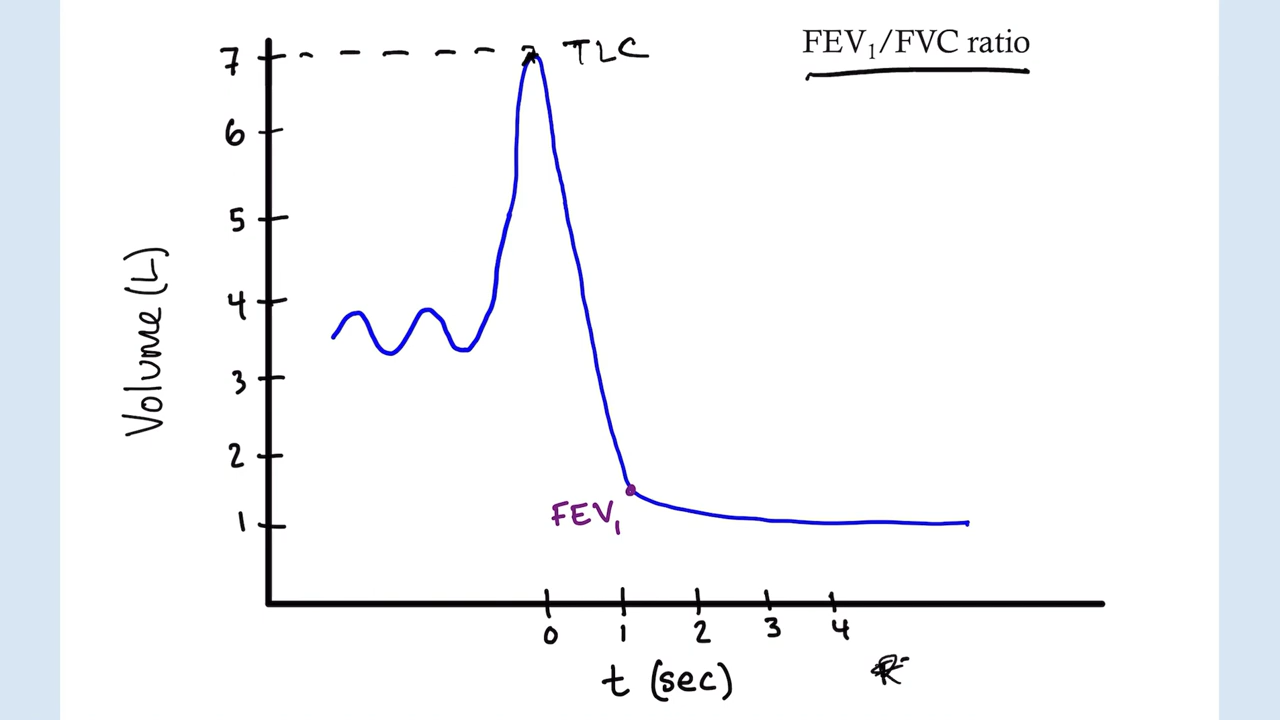 FEV₁/FVC ratio
TLC
7
6
5
4
3
2
1
Volume (L)
FEV₁
0 1 2 3 4
t (sec)